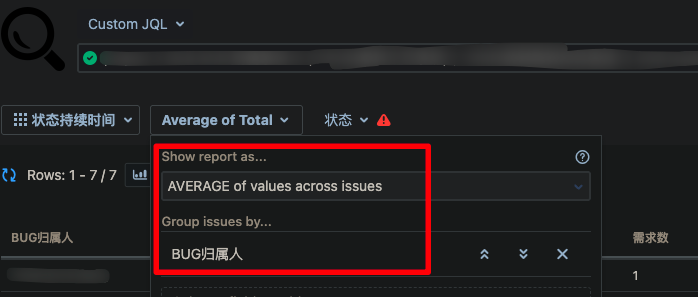 Custom JQL
状态持续时间
Average of Total
状态
Show report as...
Rows: 1 - 7 / 7
AVERAGE of values across issues
Group issues by...
BUG归属人
需求数
BUG归属人
1